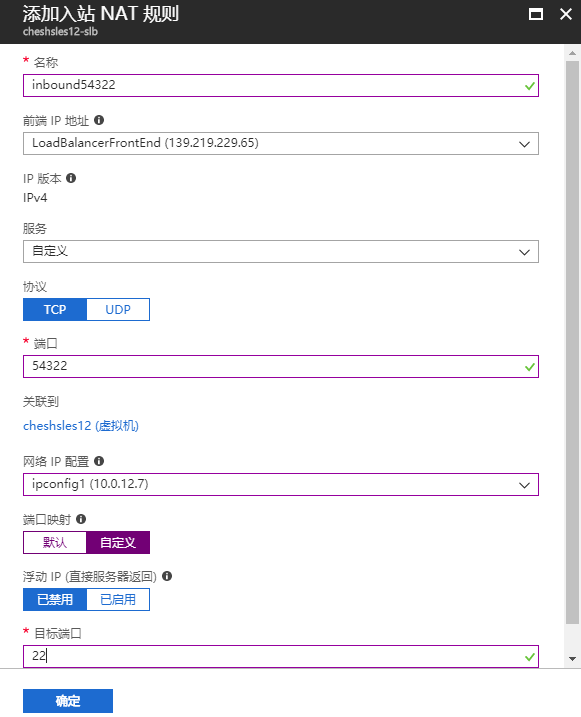 添加入站 NAT 规则
cheshsles12-slb
* 名称
inbound54322
前端 IP 地址
LoadBalancerFrontEnd (139.219.229.65)
IP 版本
IPv4
服务
自定义
协议
TCP UDP
* 端口
54322
关联到
cheshsles12 (虚拟机)
网络 IP 配置
ipconfig1 (10.0.12.7)
端口映射
默认 自定义
浮动 IP (直接服务器返回)
已禁用 已启用
* 目标端口
22
确定